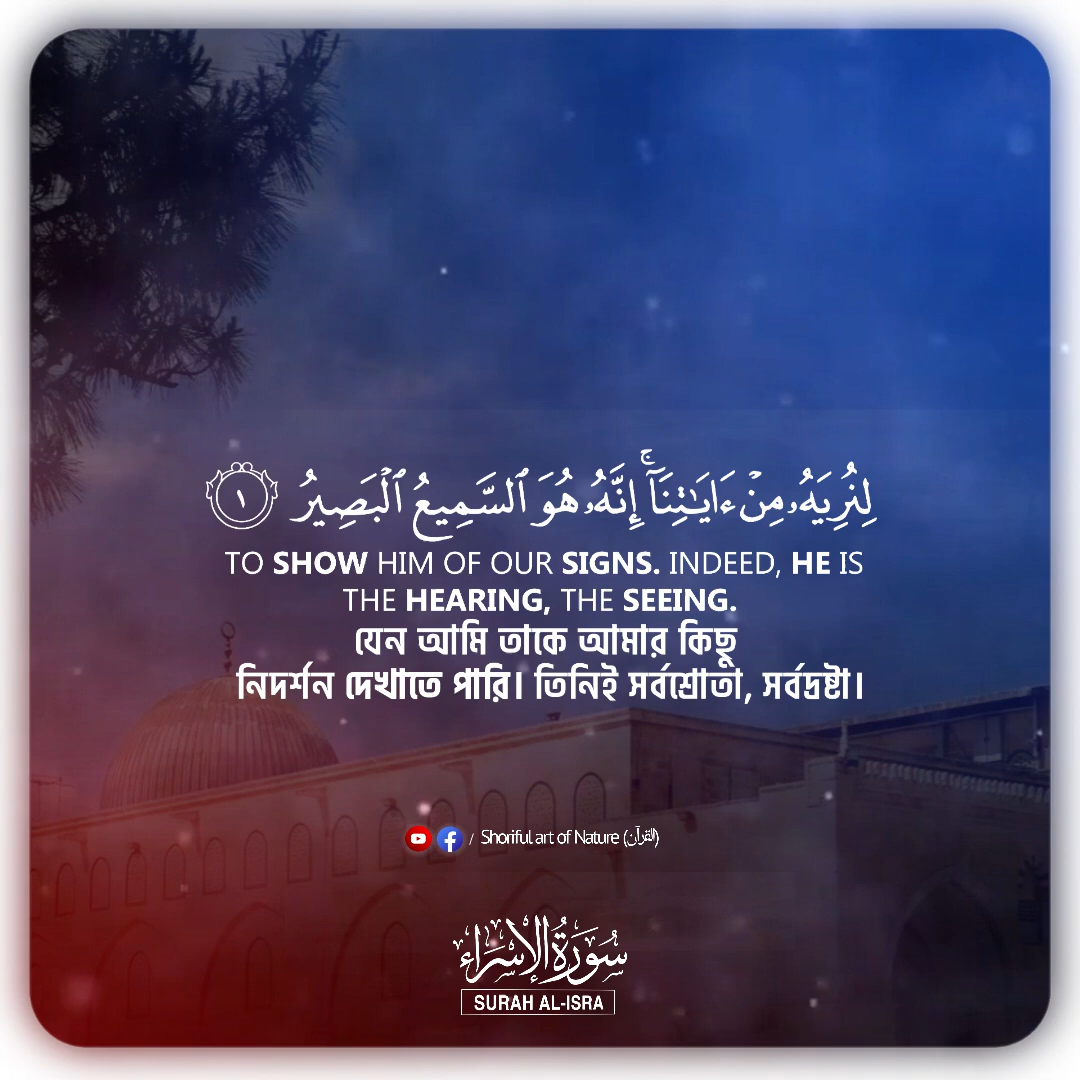 لِنُرِيَهُۥ مِنْ ءَايَـٰتِنَآ ۚ إِنَّهُۥ هُوَ ٱلسَّمِيعُ ٱلْبَصِيرُ ١
TO SHOW HIM OF OUR SIGNS. INDEED, HE IS
THE HEARING, THE SEEING.
যেন আমি তাকে আমার কিছু
নিদর্শন দেখাতে পারি। তিনিই সর্বশ্রোতা, সর্বদ্রষ্টা।
/ Shoriful art of Nature (القرآن)
سُورَةُ الإِسْرَاء
SURAH AL-ISRA